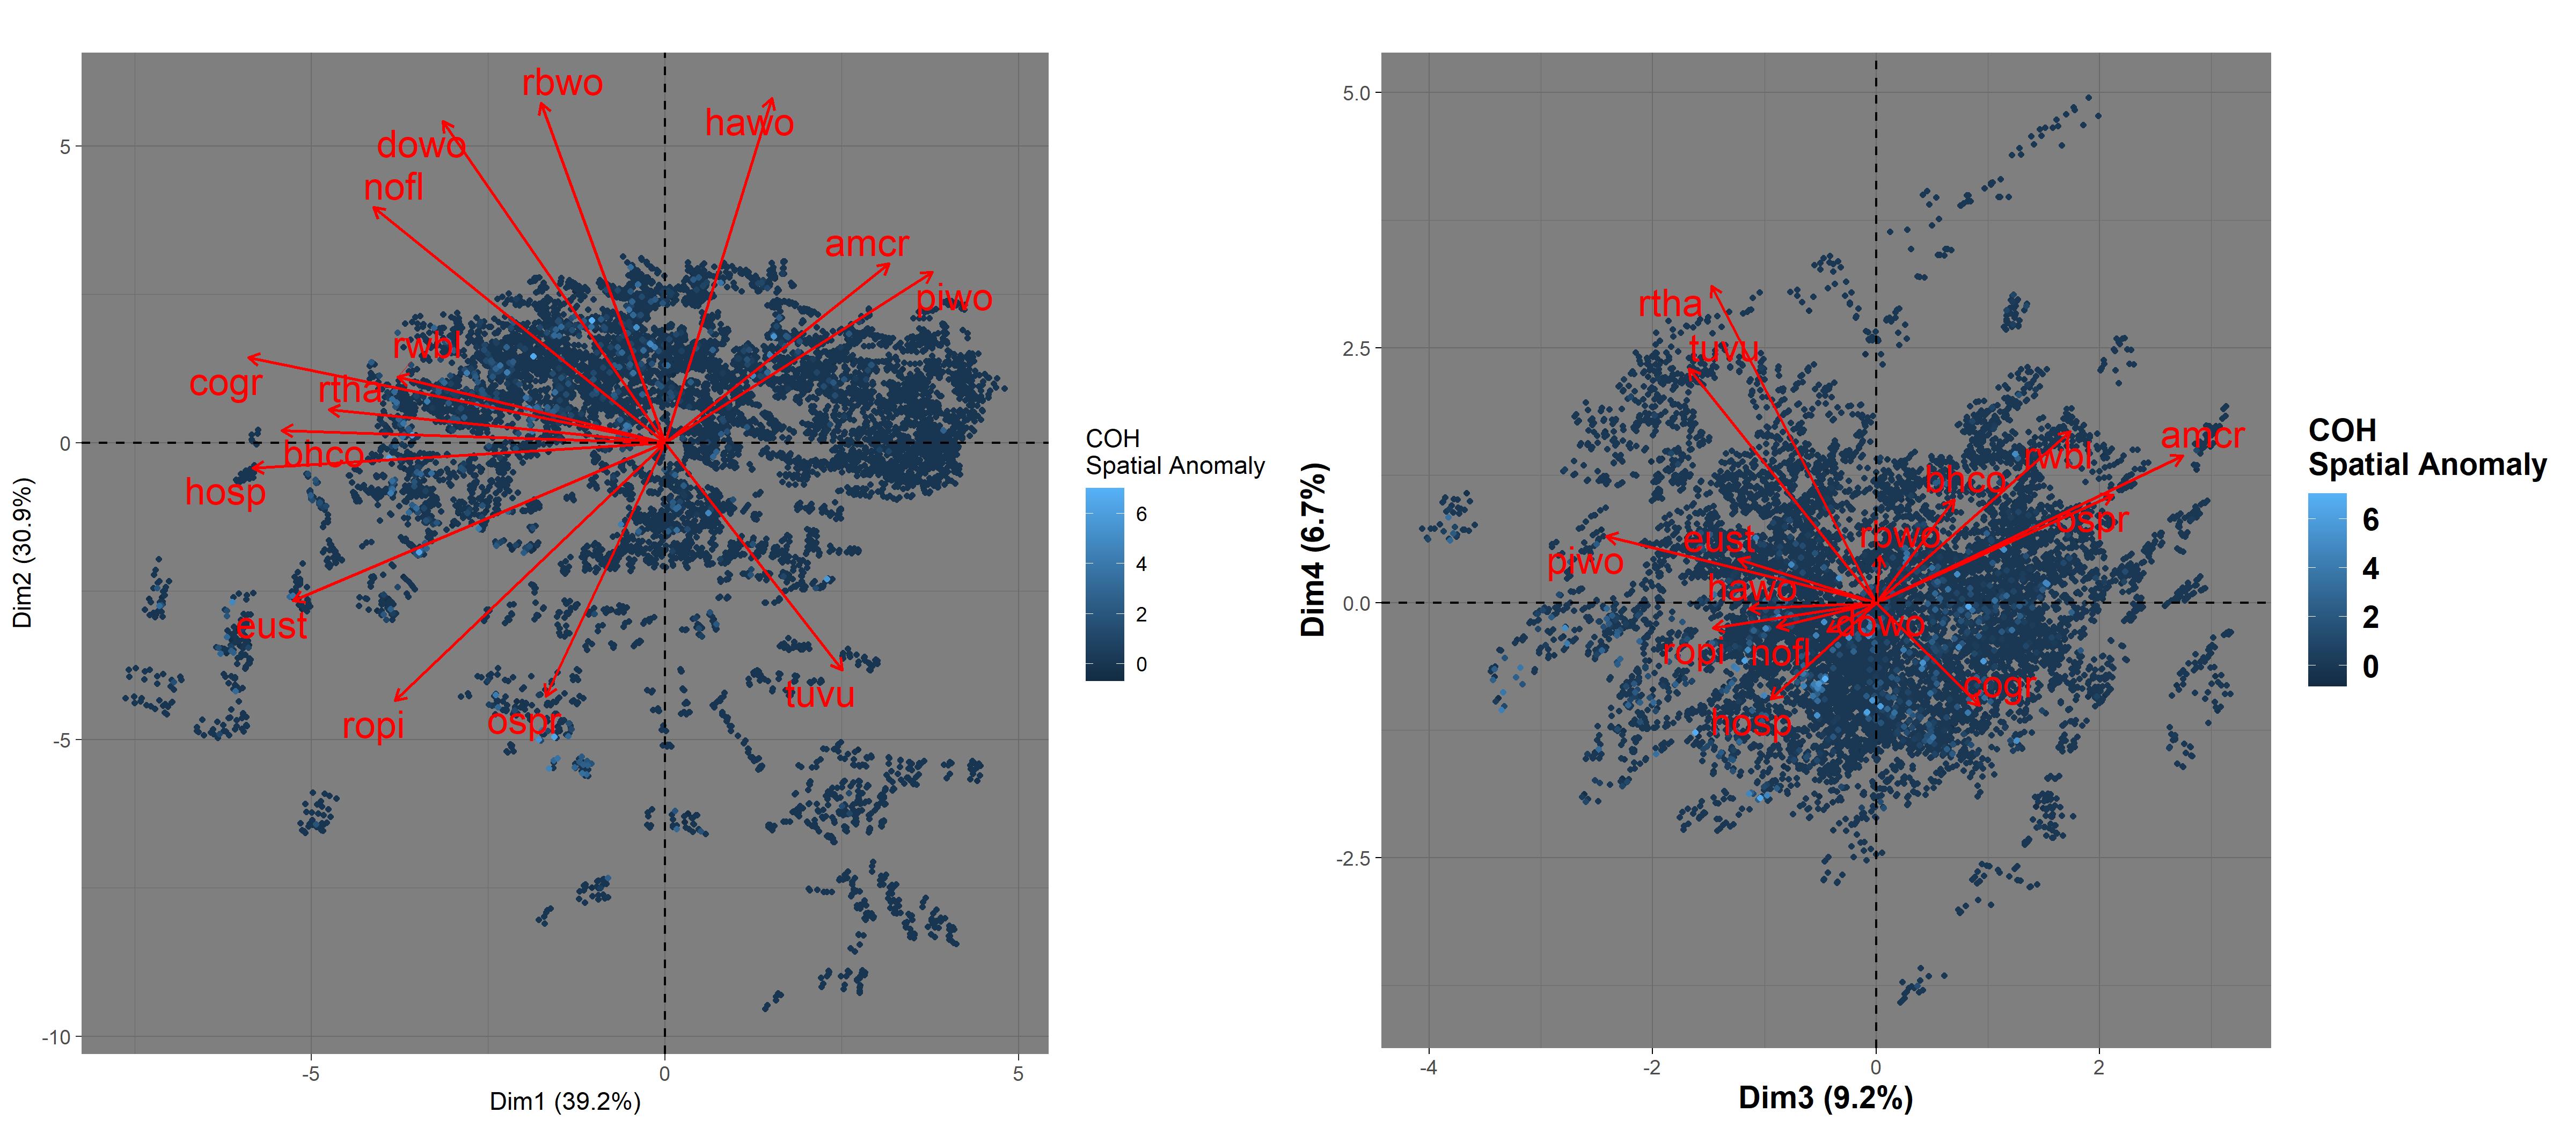 rbwo
hawo
dowo
nofl
amcr
piwo
rwbl
cogr
rtha
bhco
hosp
eust
ropi
ospr
tuvu
5
0
-5
-10
-5
0
5
Dim2 (30.9%)
Dim1 (39.2%)
COH
Spatial Anomaly
6
4
2
0
rtha
tuvu
amcr
rwbl
bhco
ospr
rbwo
eust
piwo
hawo
dowo
ropi
nofl
cogr
hosp
5.0
2.5
0.0
-2.5
-4
-2
0
2
Dim4 (6.7%)
Dim3 (9.2%)
COH
Spatial Anomaly
6
4
2
0